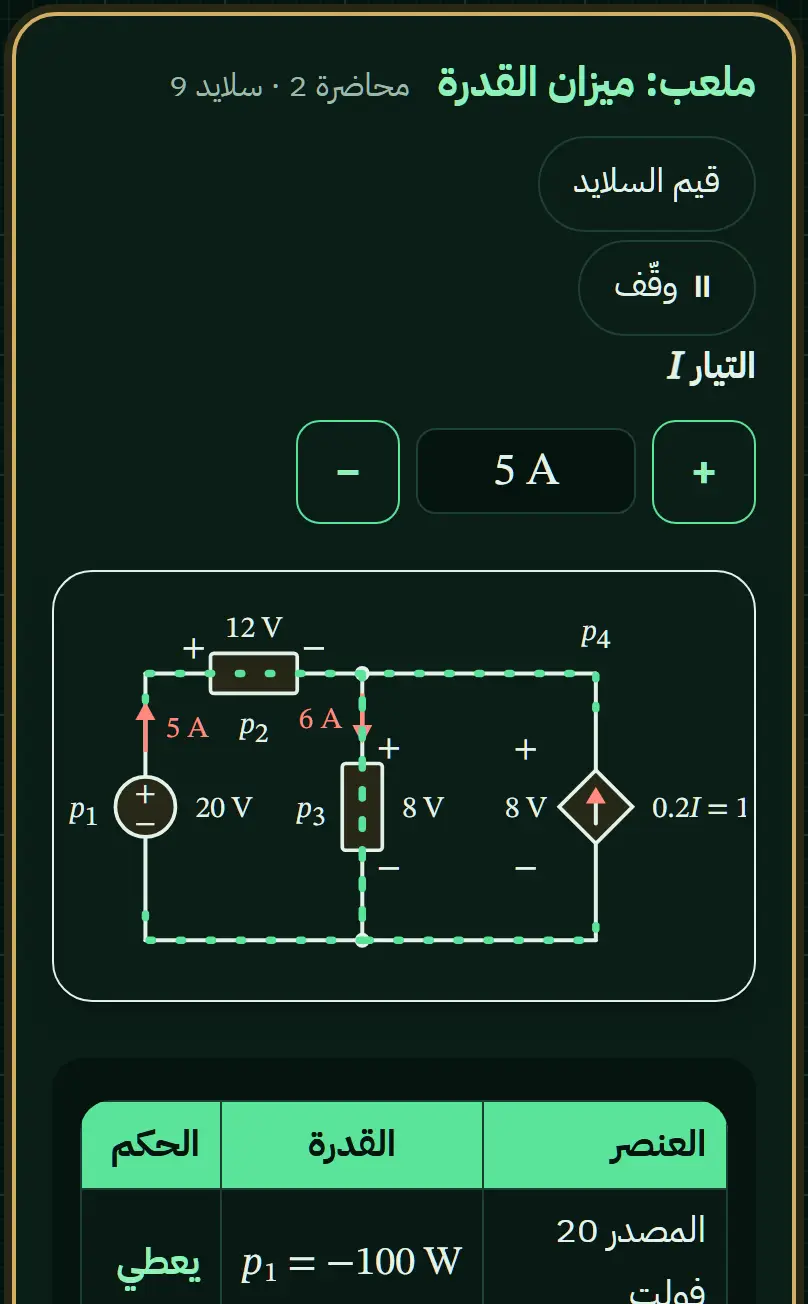 ملعب: ميزان القدرة محاضرة 2 · سلايد 9
قيم السلايد
وقّف
التيار I
+ 5 A −
12 V
+ −
p4
5 A p2 6 A
+ +
p1 + − 20 V p3 8 V 8 V 0.2I = 1
− −
العنصر القدرة الحكم
المصدر 20 فولت p1 = −100 W يعطي